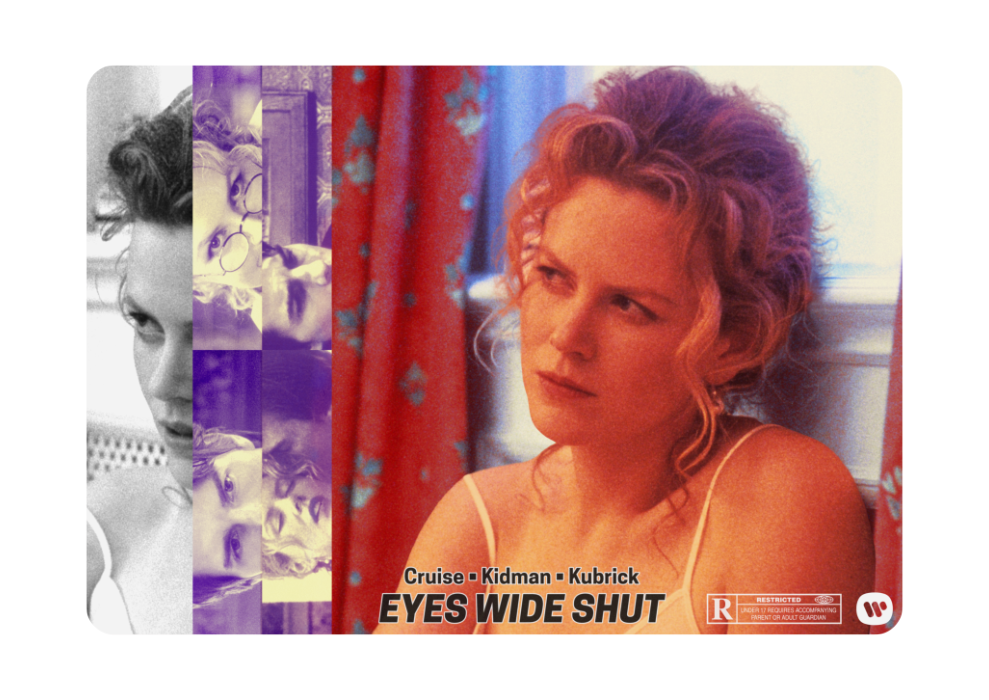 Cruise ▪ Kidman ▪ Kubrick
EYES WIDE SHUT
R
RESTRICTED
UNDER 17 REQUIRES ACCOMPANYING
PARENT OR ADULT GUARDIAN